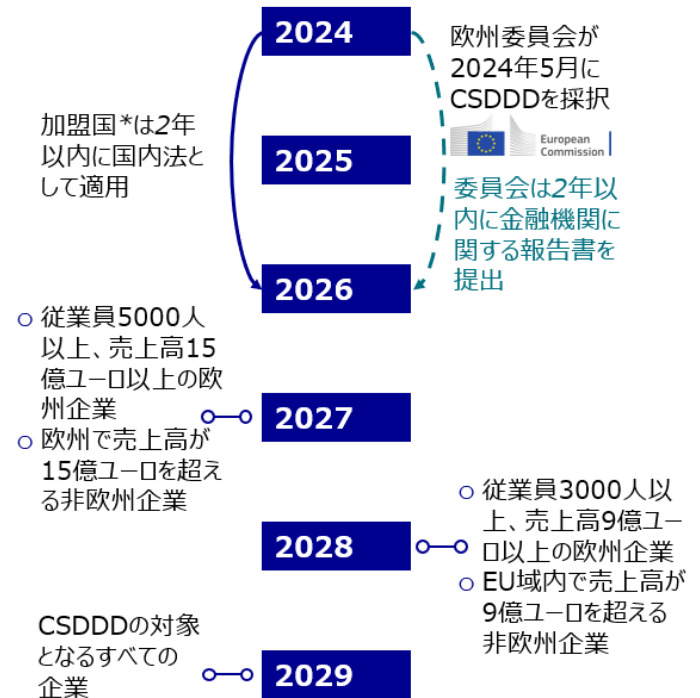 2024
欧州委員会が
2024年5月に
CSDDDを採択
European
Commission
加盟国*は2年
以内に国内法と
して適用
2025
委員会は2年以
内に金融機関に
関する報告書を
提出
2026
従業員5000人
以上、売上高15
億ユーロ以上の欧
州企業
欧州で売上高が
15億ユーロを超え
る非欧州企業
2027
従業員3000人以
上、売上高9億ユー
ロ以上の欧州企業
EU域内で売上高が
9億ユーロを超える
非欧州企業
2028
CSDDDの対象
となるすべての
企業
2029